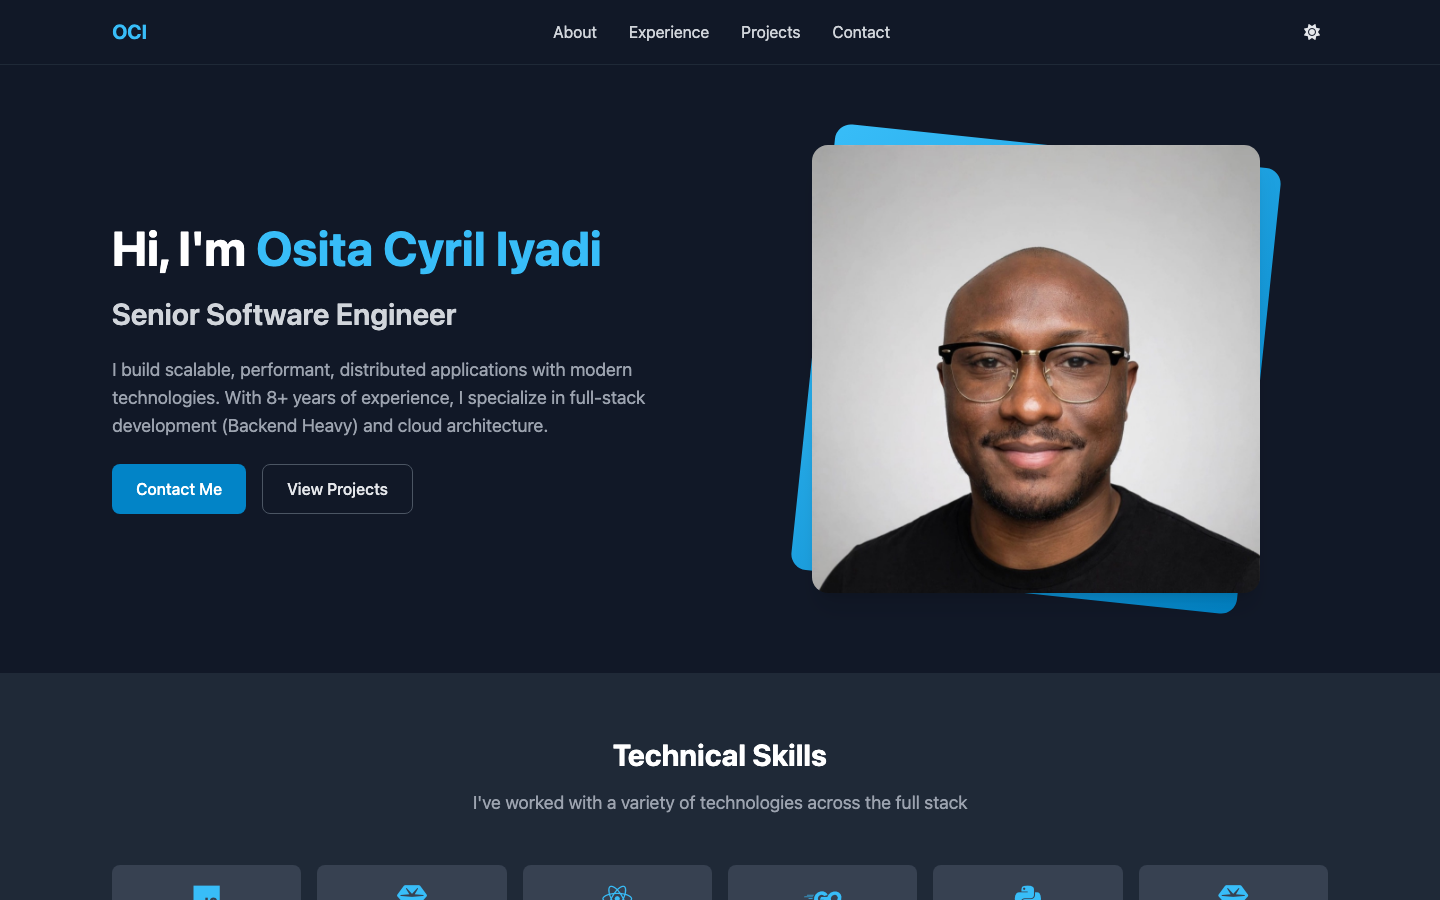 OCI
About
Experience
Projects
Contact
Hi, I'm Osita Cyril Iyadi
Senior Software Engineer
I build scalable, performant, distributed applications with modern
technologies. With 8+ years of experience, I specialize in full-stack
development (Backend Heavy) and cloud architecture.
Contact Me
View Projects
Technical Skills
I've worked with a variety of technologies across the full stack
GO